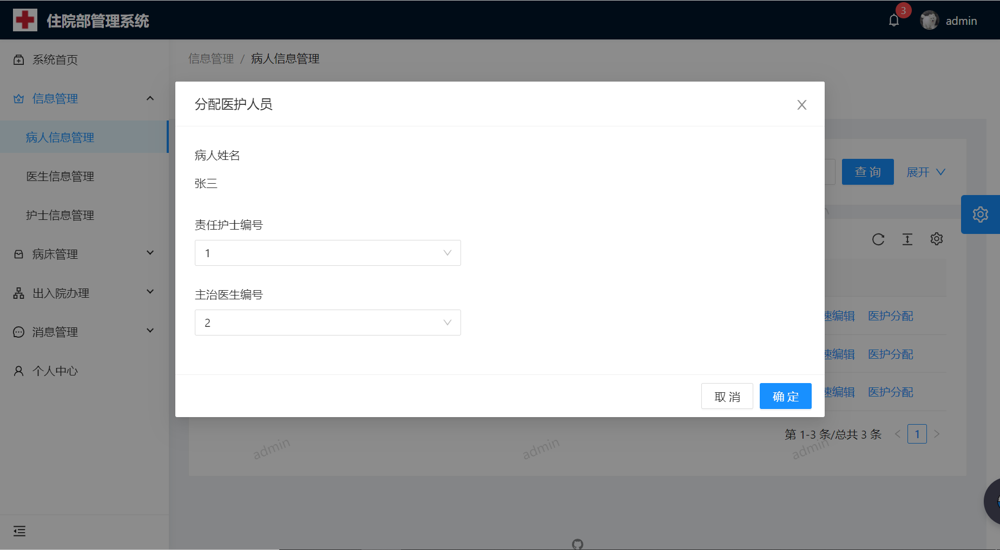 住院部管理系统
3
admin
系统首页
信息管理
病人信息管理
医生信息管理
护士信息管理
病床管理
出入院办理
消息管理
个人中心
信息管理 / 病人信息管理
分配医护人员
病人姓名
张三
责任护士编号
1
主治医生编号
2
取消 确定
查询 展开
速编辑 医护分配
速编辑 医护分配
速编辑 医护分配
第 1-3 条/总共 3 条 < 1 >
admin admin admin